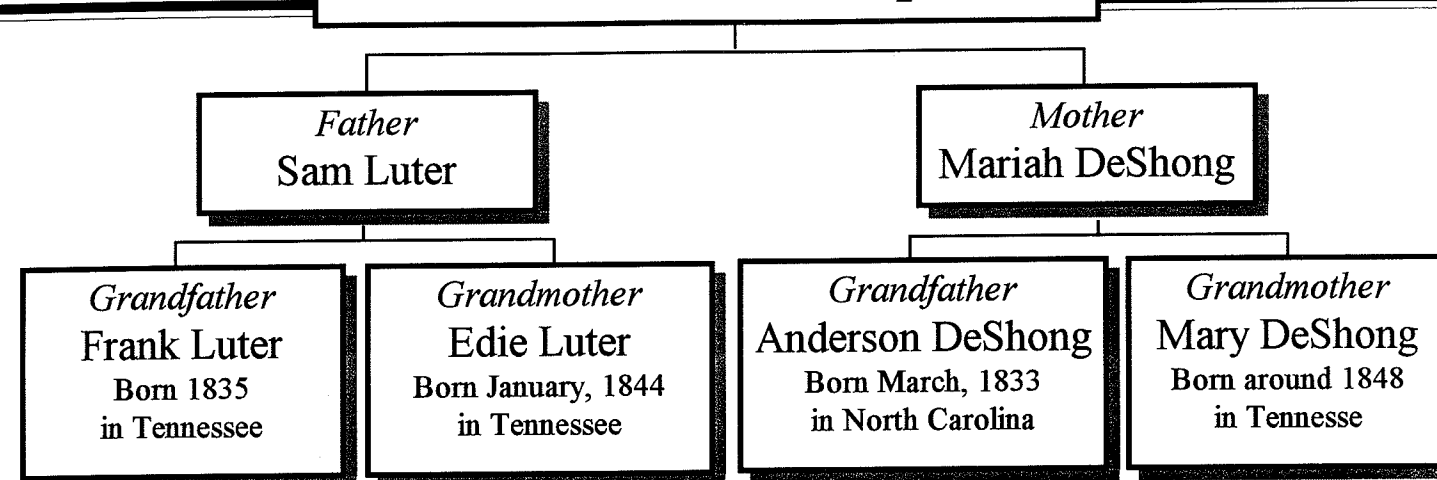 Father
Sam Luter
Mother
Mariah DeShong
Grandfather
Frank Luter
Born 1835
in Tennessee
Grandmother
Edie Luter
Born January, 1844
in Tennessee
Grandfather
Anderson DeShong
Born March, 1833
in North Carolina
Grandmother
Mary DeShong
Born around 1848
in Tennesse